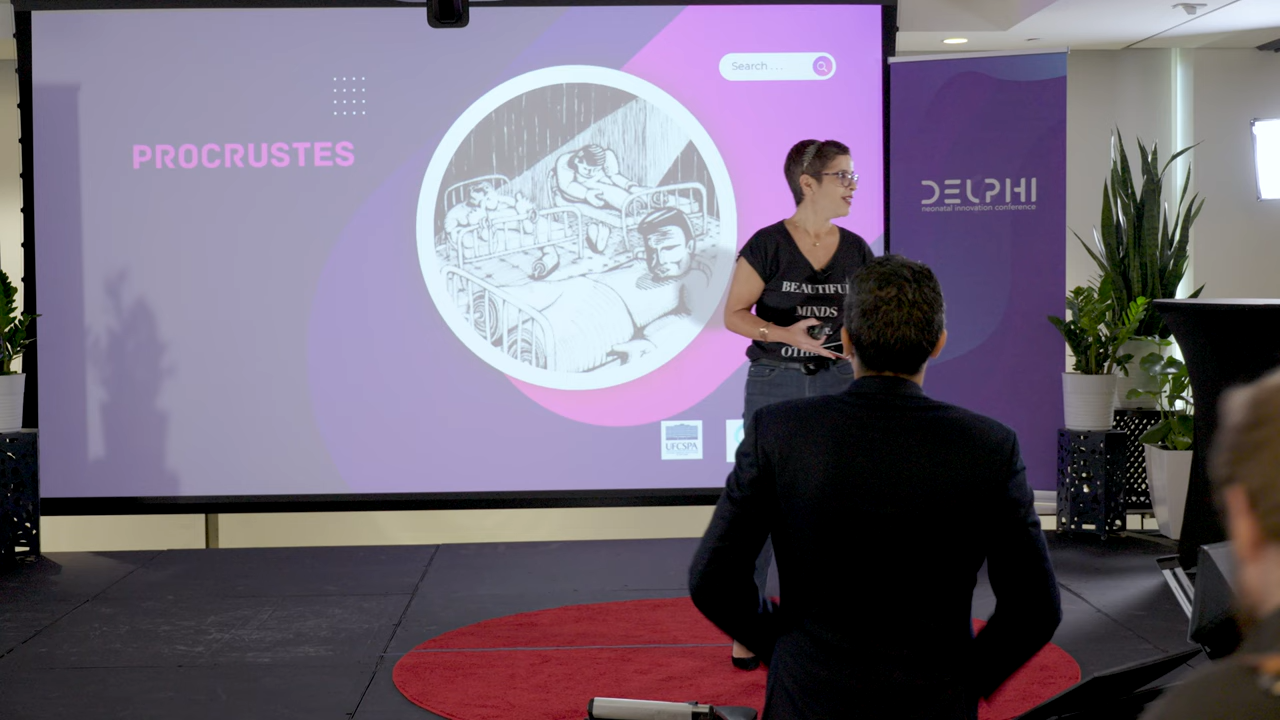 Search ...
PROCRUSTES
DELPHI
neonatal innovation conference
BEAUTIFUL
MINDS
UFCSPA